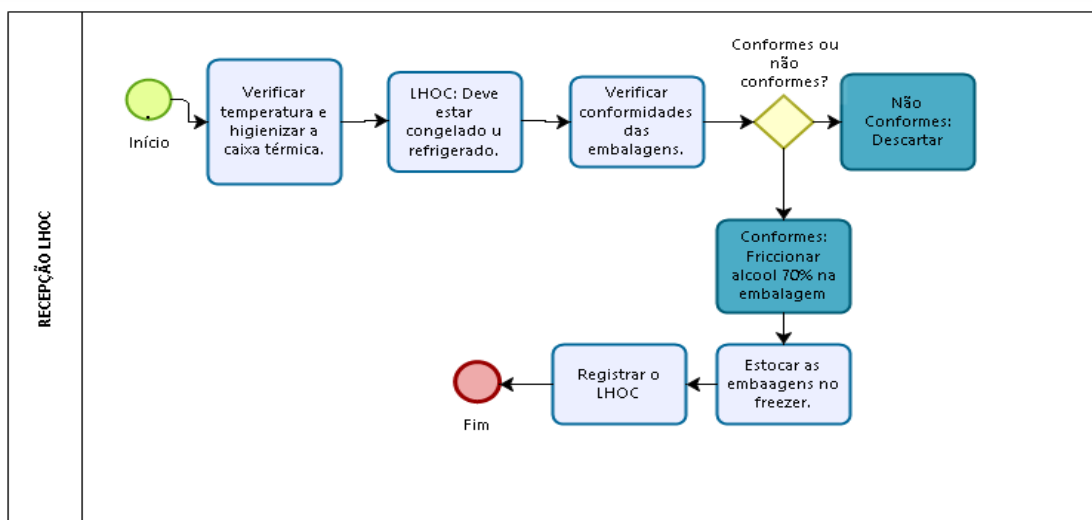 RECEPÇÃO LHOC
Início
Verificar
temperatura e
higienizar a
caixa térmica.
LHOC: Deve
estar
congelado u
refrigerado.
Verificar
conformidades
das
embalagens.
Conformes ou
não
conformes?
Não
Conformes:
Descartar
Conformes:
Friccionar
alcool 70% na
embalagem
Estocar as
embaagens no
freezer.
Registrar o
LHOC
Fim